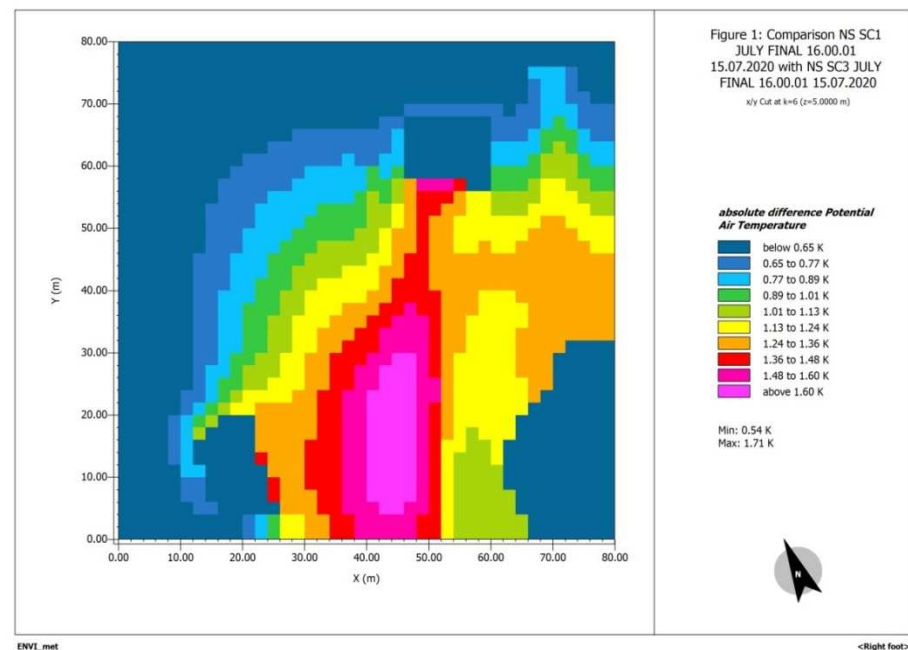 Figure 1: Comparison NS SC1
JULY FINAL 16.00.01
15.07.2020 with NS SC3 JULY
FINAL 16.00.01 15.07.2020
x/y Cut at k=6 (z=5.0000 m)
absolute difference Potential
Air Temperature
below 0.65 K
0.65 to 0.77 K
0.77 to 0.89 K
0.89 to 1.01 K
1.01 to 1.13 K
1.13 to 1.24 K
1.24 to 1.36 K
1.36 to 1.48 K
1.48 to 1.60 K
above 1.60 K
Min: 0.54 K
Max: 1.71 K
N
80.00
70.00
60.00
50.00
40.00
30.00
20.00
10.00
0.00
Y (m)
0.00 10.00 20.00 30.00 40.00 50.00 60.00 70.00 80.00
X (m)
ENVI_met <Right foot>